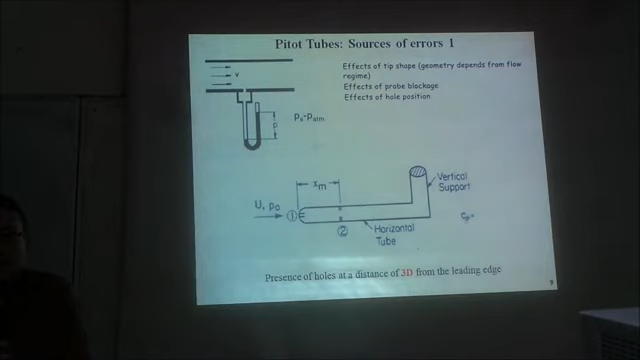 Pitot Tubes: Sources of errors 1
Effects of tip shape (geometry depends from flow
regime)
Effects of probe blockage
Effects of hole position
v
P
Ps-Patm
xm
U, po
①
②
Vertical
Support
Horizontal
Tube
Presence of holes at a distance of 3D from the leading edge
9